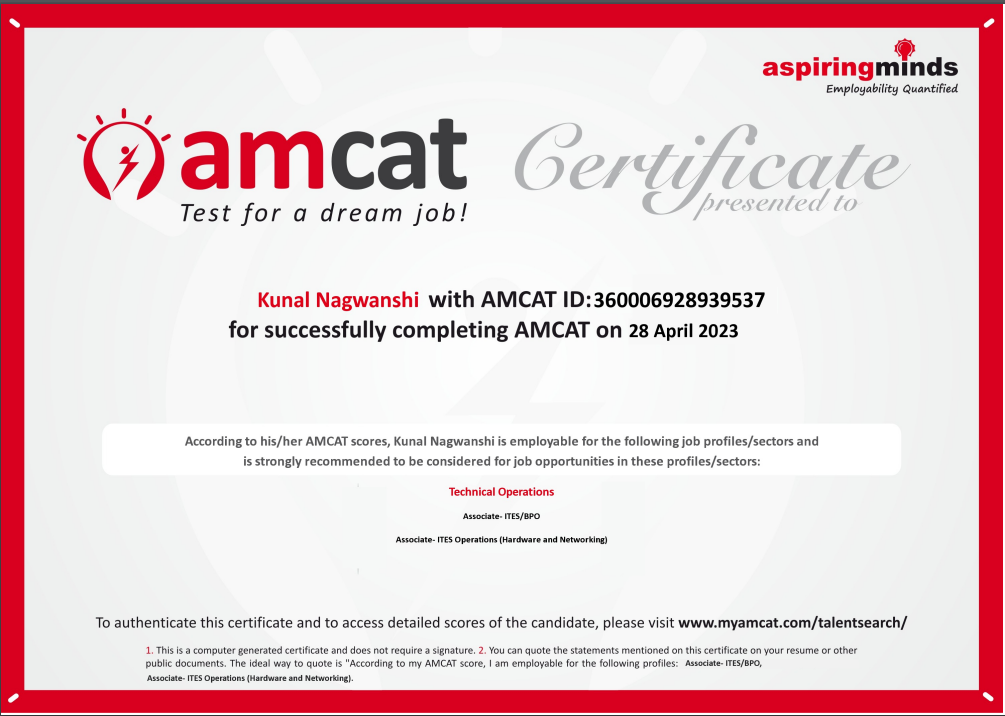 aspiringminds
Employability Quantified
amcat
Test for a dream job!
Certificate
presented to
Kunal Nagwanshi with AMCAT ID:360006928939537
for successfully completing AMCAT on 28 April 2023
According to his/her AMCAT scores, Kunal Nagwanshi is employable for the following job profiles/sectors and
is strongly recommended to be considered for job opportunities in these profiles/sectors:
Technical Operations
Associate- ITES/BPO
Associate- ITES Operations (Hardware and Networking)
To authenticate this certificate and to access detailed scores of the candidate, please visit www.myamcat.com/talentsearch/
1. This is a computer generated certificate and does not require a signature. 2. You can quote the statements mentioned on this certificate on your resume or other
public documents. The ideal way to quote is "According to my AMCAT score, I am employable for the following profiles: Associate- ITES/BPO,
Associate- ITES Operations (Hardware and Networking).